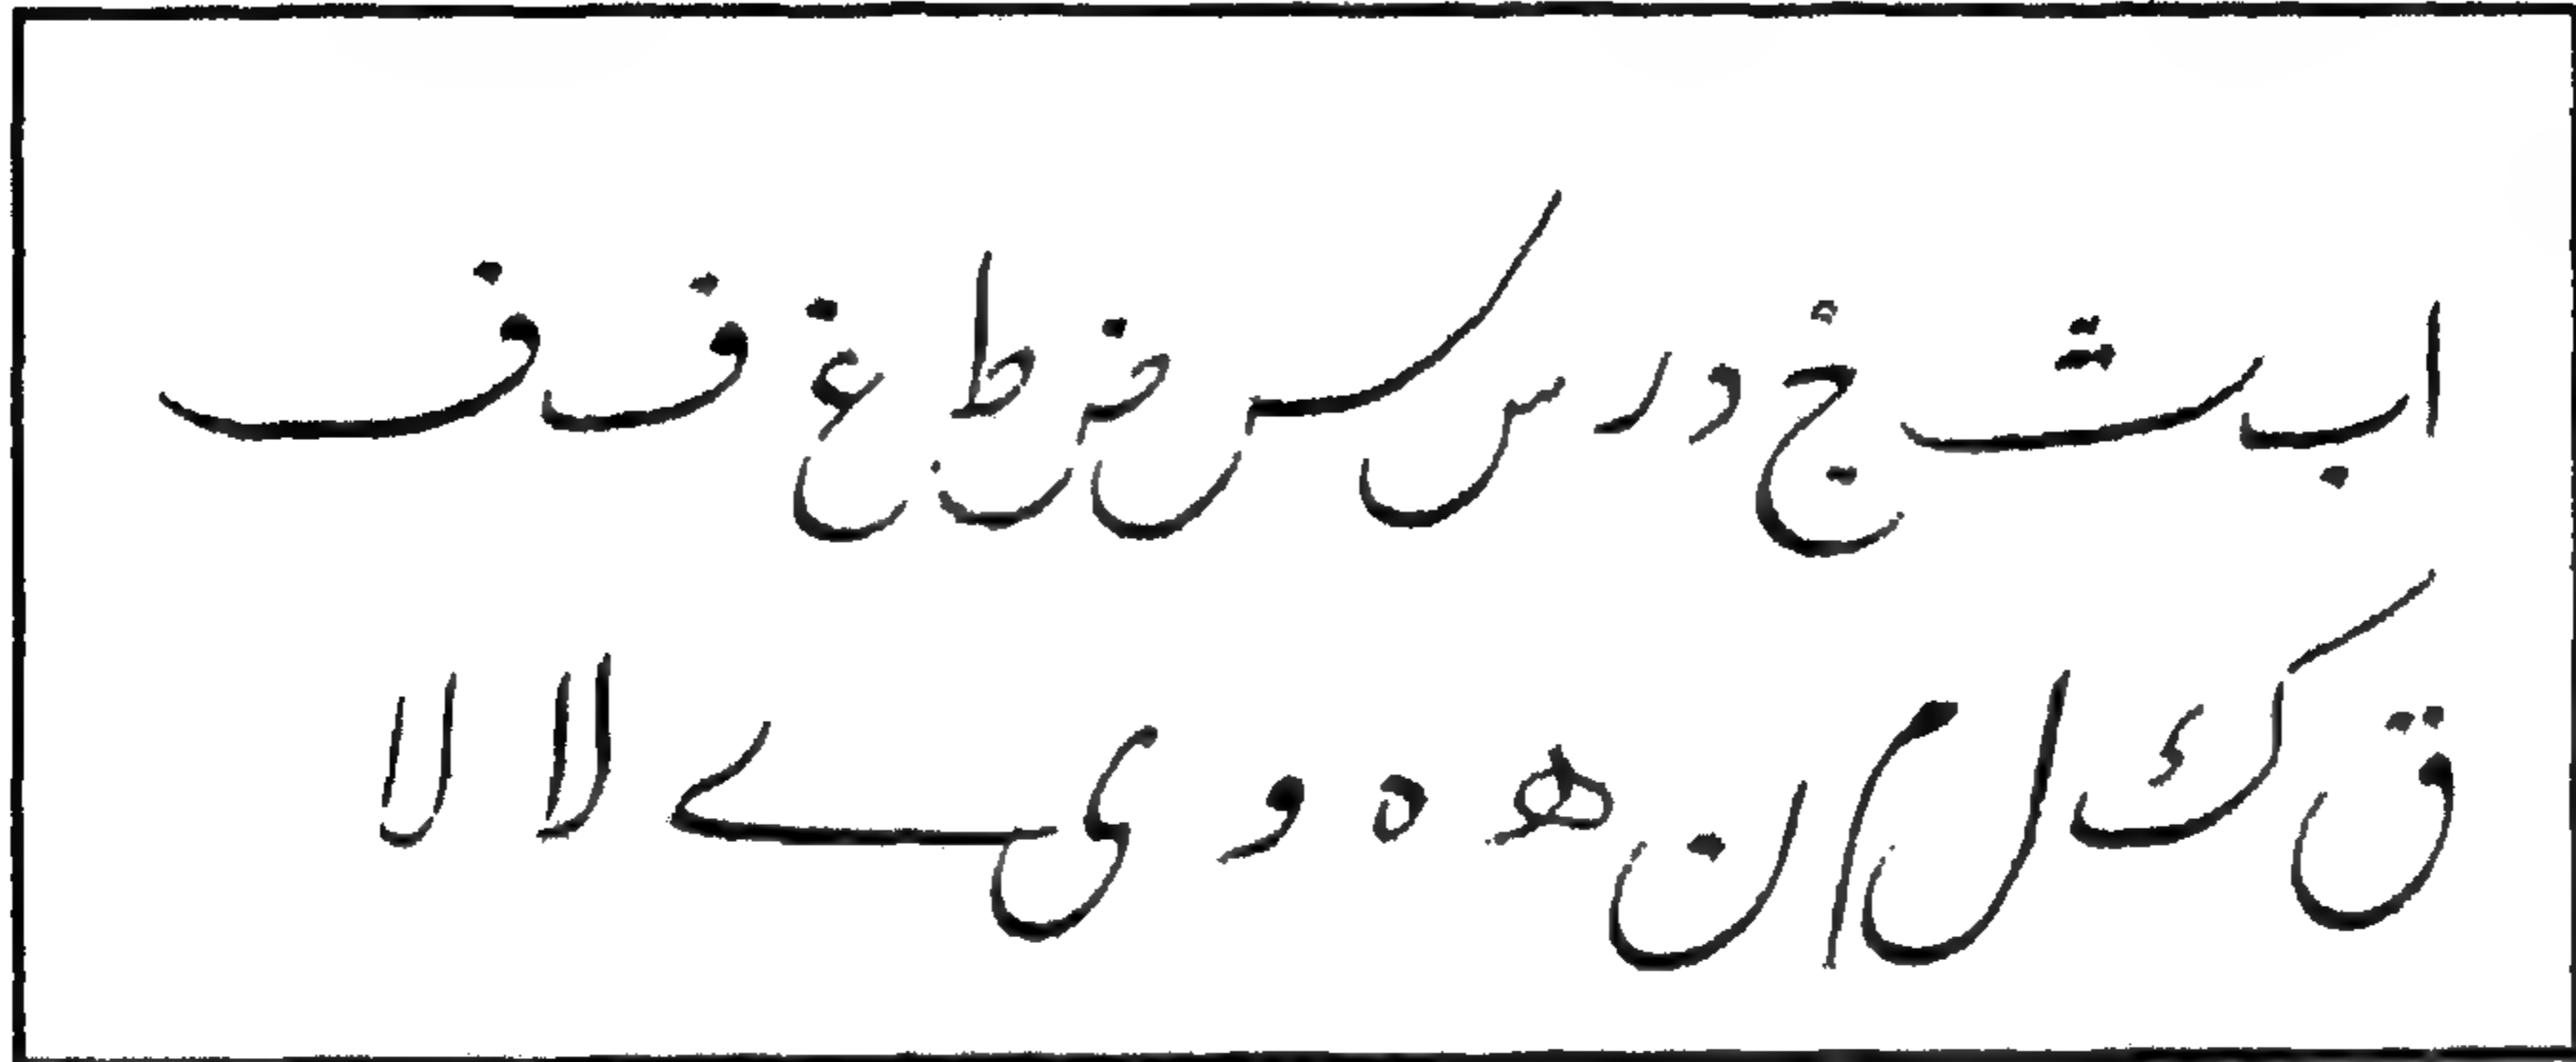 ا ب ث خ د ر س س ض ط غ ف ف
ق ك ل م ن ه ه و ى ے لا لا